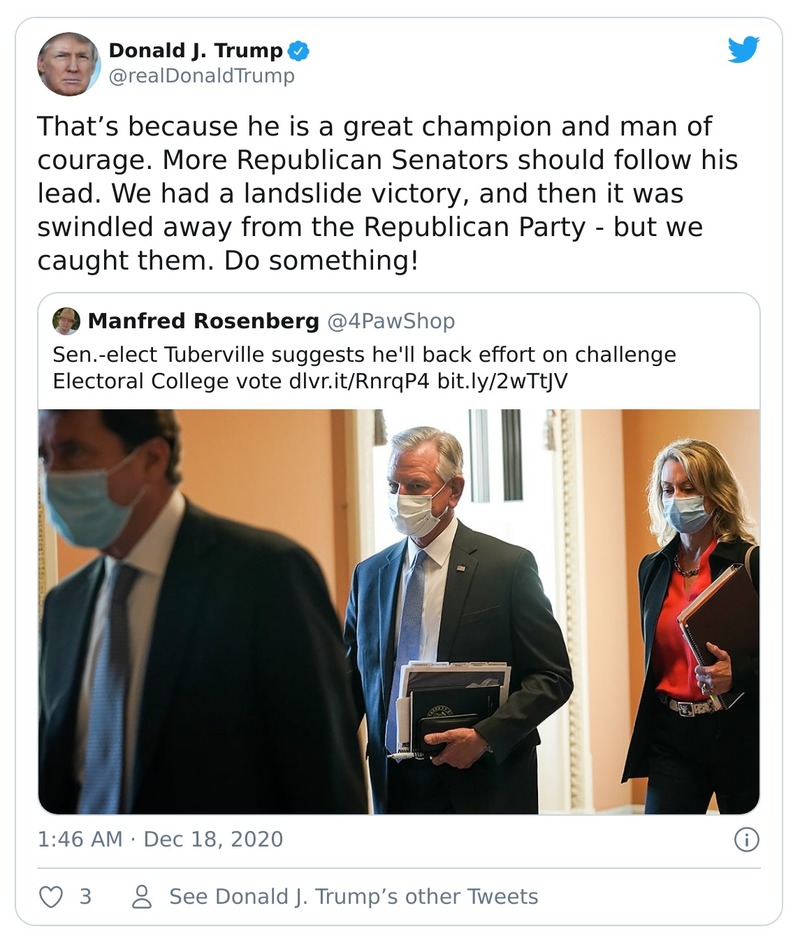 Donald J. Trump
@realDonaldTrump
That’s because he is a great champion and man of
courage. More Republican Senators should follow his
lead. We had a landslide victory, and then it was
swindled away from the Republican Party - but we
caught them. Do something!
Manfred Rosenberg @4PawShop
Sen.-elect Tuberville suggests he'll back effort on challenge
Electoral College vote dlvr.it/RnrqP4 bit.ly/2wTtJV
1:46 AM · Dec 18, 2020
3 See Donald J. Trump’s other Tweets